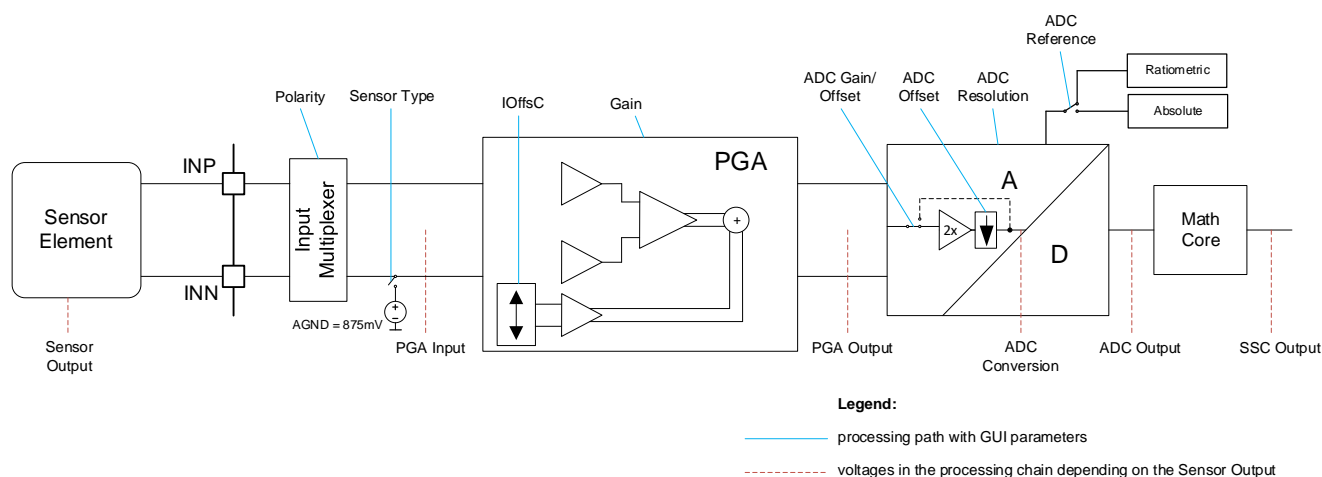 ADC
Reference
Ratiometric
Absolute
Polarity
Sensor Type
IOffsC
Gain
ADC Gain/
Offset
ADC
Offset
ADC
Resolution
Sensor
Element
INP
INN
Input
Multiplexer
AGND = 875mV
+
−
PGA
+
2x
A
D
Math
Core
Sensor
Output
PGA Input
PGA Output
ADC
Conversion
ADC Output
SSC Output
Legend:
processing path with GUI parameters
voltages in the processing chain depending on the Sensor Output